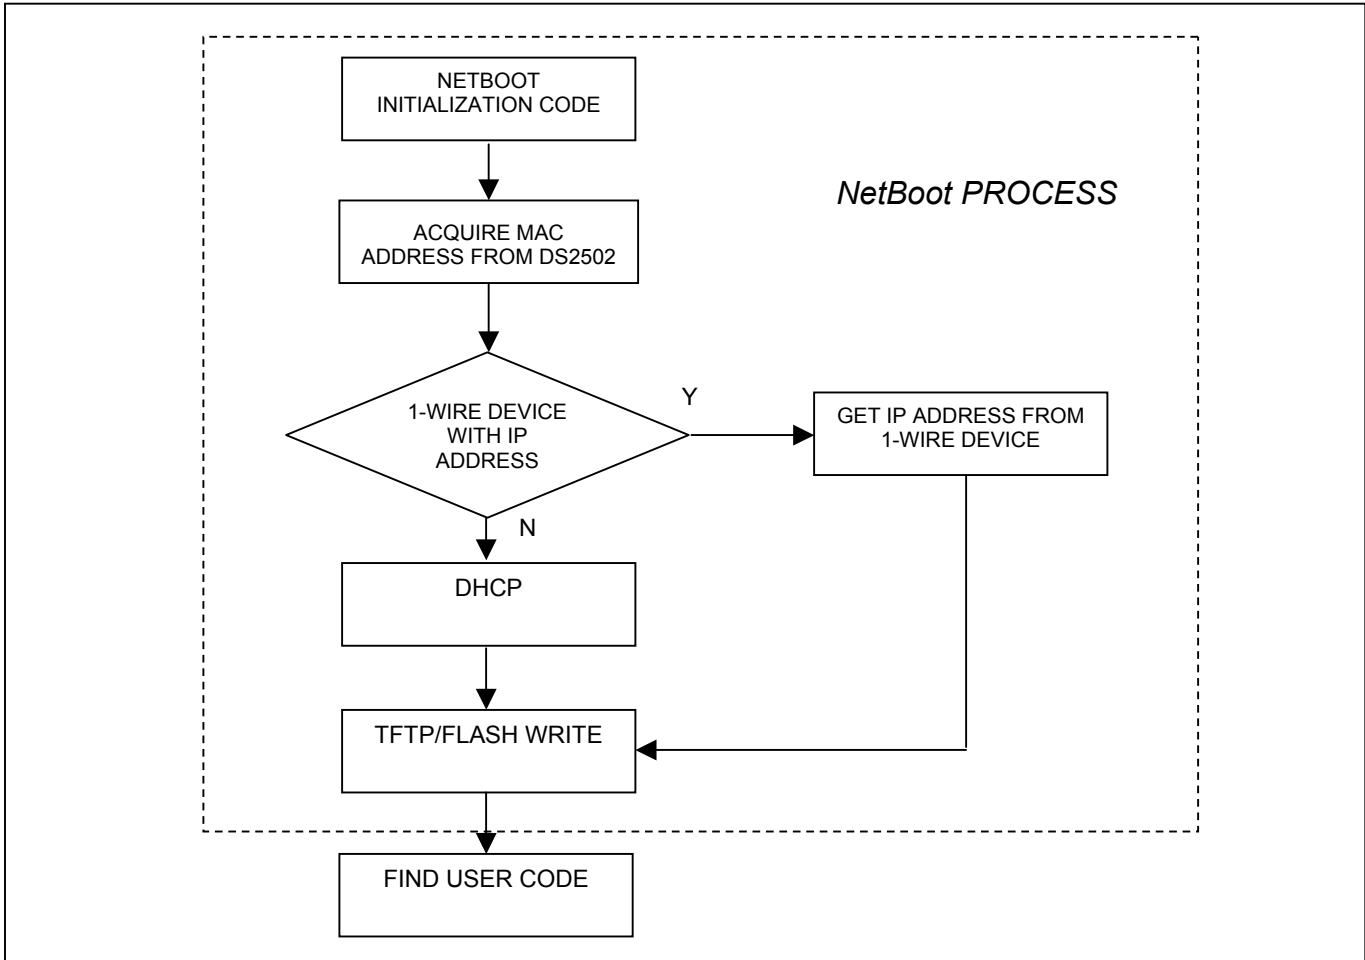 NETBOOT
INITIALIZATION CODE
NetBoot PROCESS
ACQUIRE MAC
ADDRESS FROM DS2502
1-WIRE DEVICE
WITH IP
ADDRESS
Y
GET IP ADDRESS FROM
1-WIRE DEVICE
N
DHCP
TFTP/FLASH WRITE
FIND USER CODE